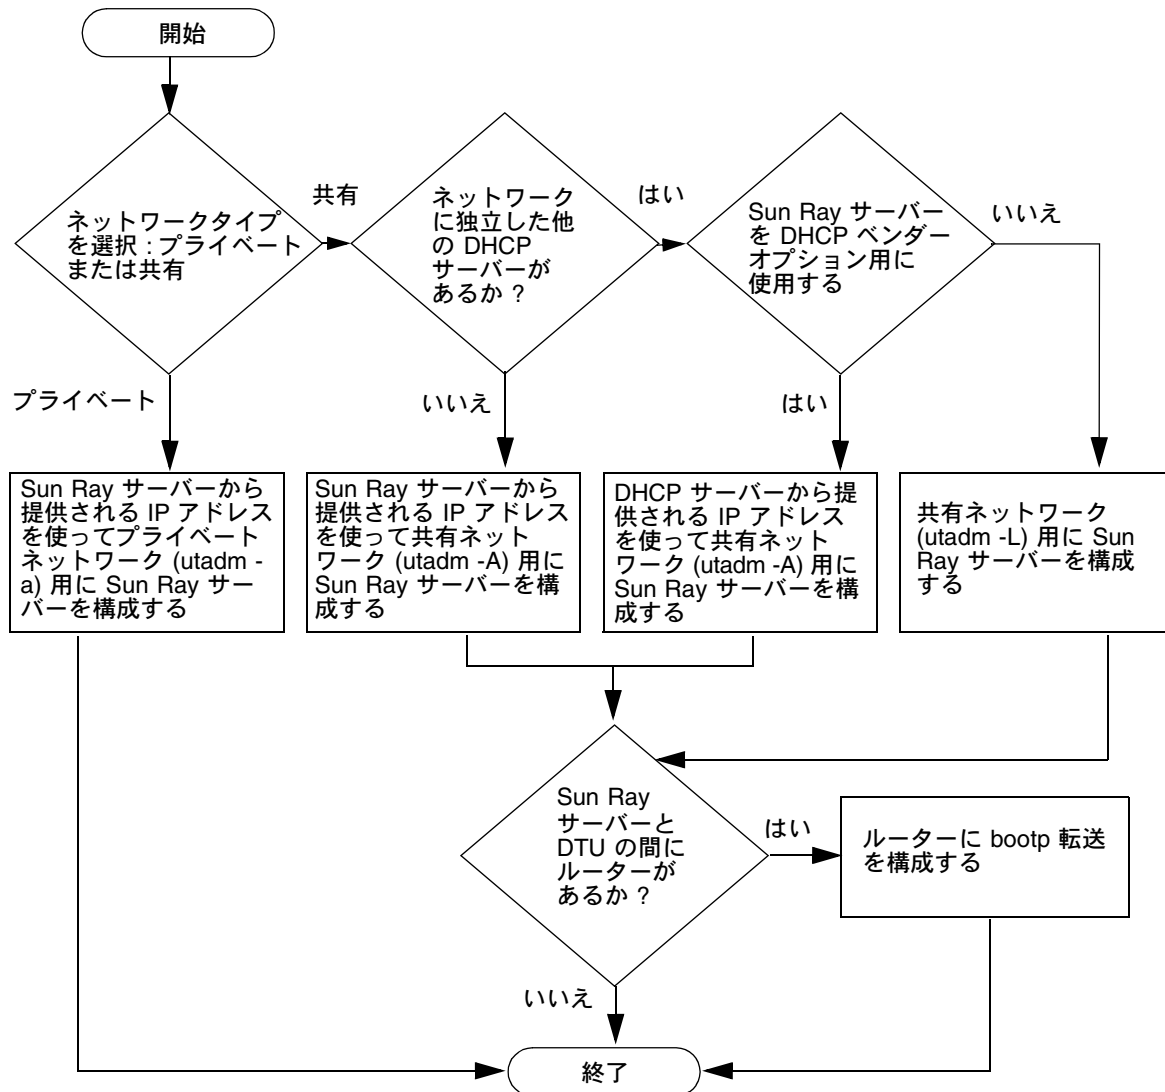 開始
ネットワークタイプ
を選択 : プライベート
または共有
共有
ネットワーク
に独立した他
の DHCP
サーバーが
あるか ?
はい
Sun Ray サーバー
を DHCP ベンダー
オプション用に
使用する
いいえ
プライベート
いいえ
はい
Sun Ray サーバーから
提供される IP アドレス
を使ってプライベート
ネットワーク (utadm -
a) 用に Sun Ray サー
バーを構成する
Sun Ray サーバーから
提供される IP アドレス
を使って共有ネット
ワーク (utadm -A) 用に
Sun Ray サーバーを構
成する
DHCP サーバーから提
供される IP アドレス
を使って共有ネット
ワーク (utadm -A) 用に
Sun Ray サーバーを構
成する
共有ネットワーク
(utadm -L) 用に Sun
Ray サーバーを構成
する
Sun Ray
サーバーと
DTU の間に
ルーターが
あるか ?
はい
ルーターに bootp 転送
を構成する
いいえ
終了